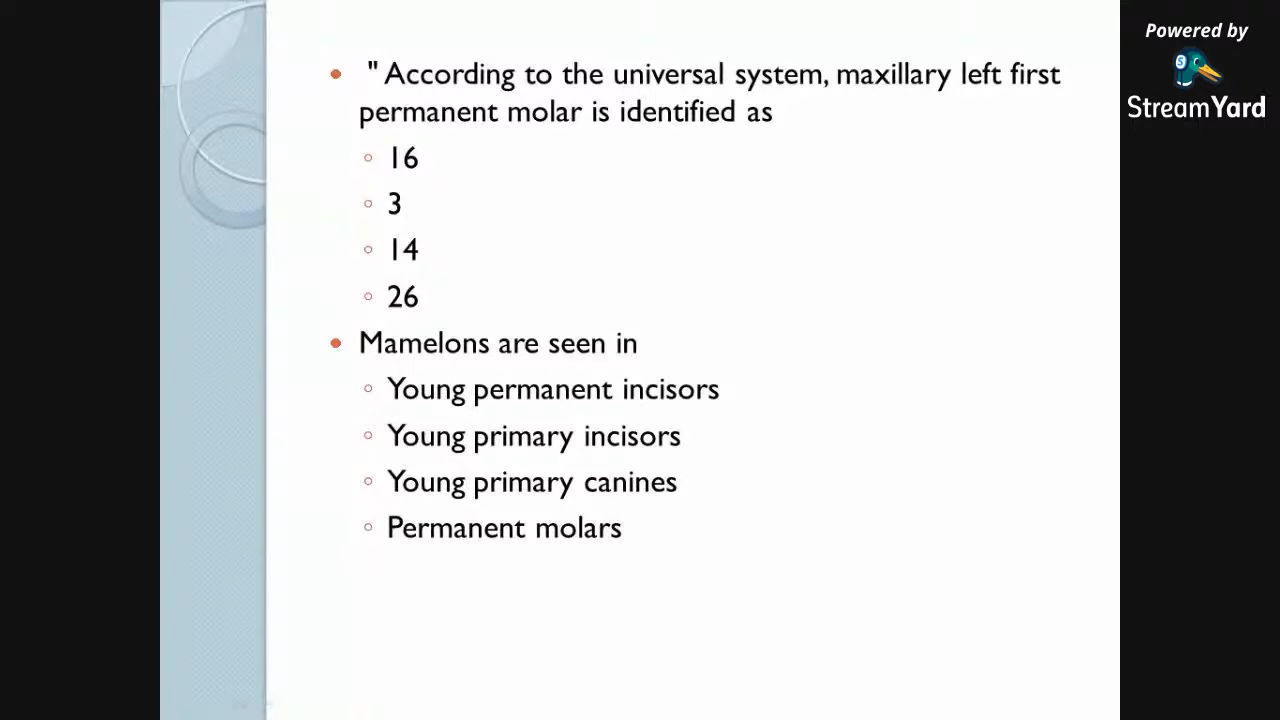 " According to the universal system, maxillary left first
permanent molar is identified as
16
3
14
26
Mamelons are seen in
Young permanent incisors
Young primary incisors
Young primary canines
Permanent molars
Powered by
StreamYard